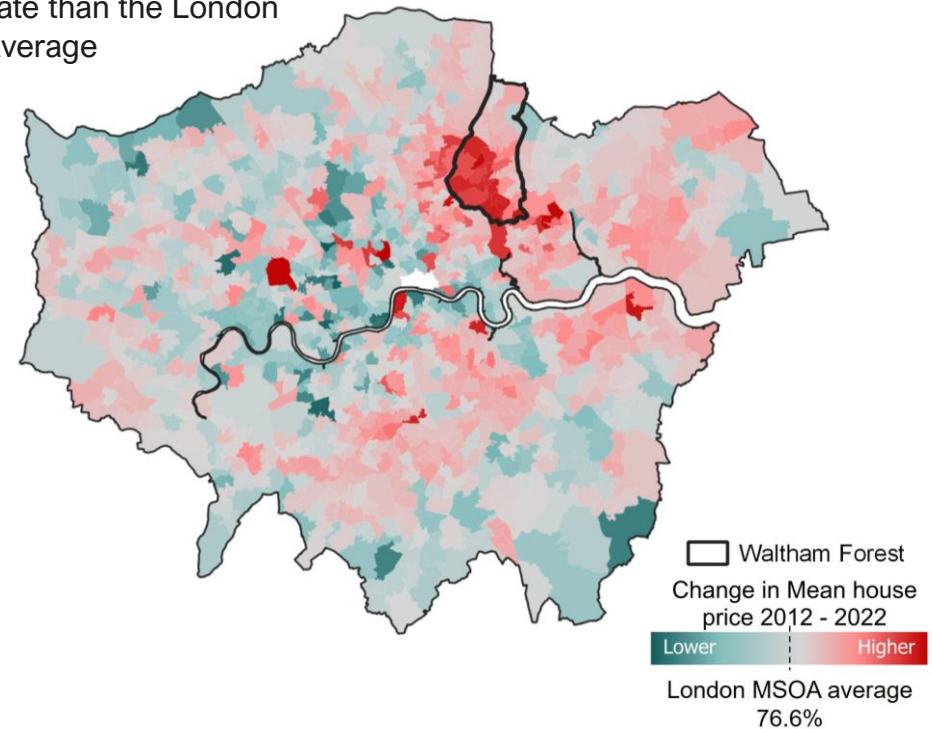 ate than the London
verage
Waltham Forest
Change in Mean house
price 2012 - 2022
Lower Higher
London MSOA average
76.6%